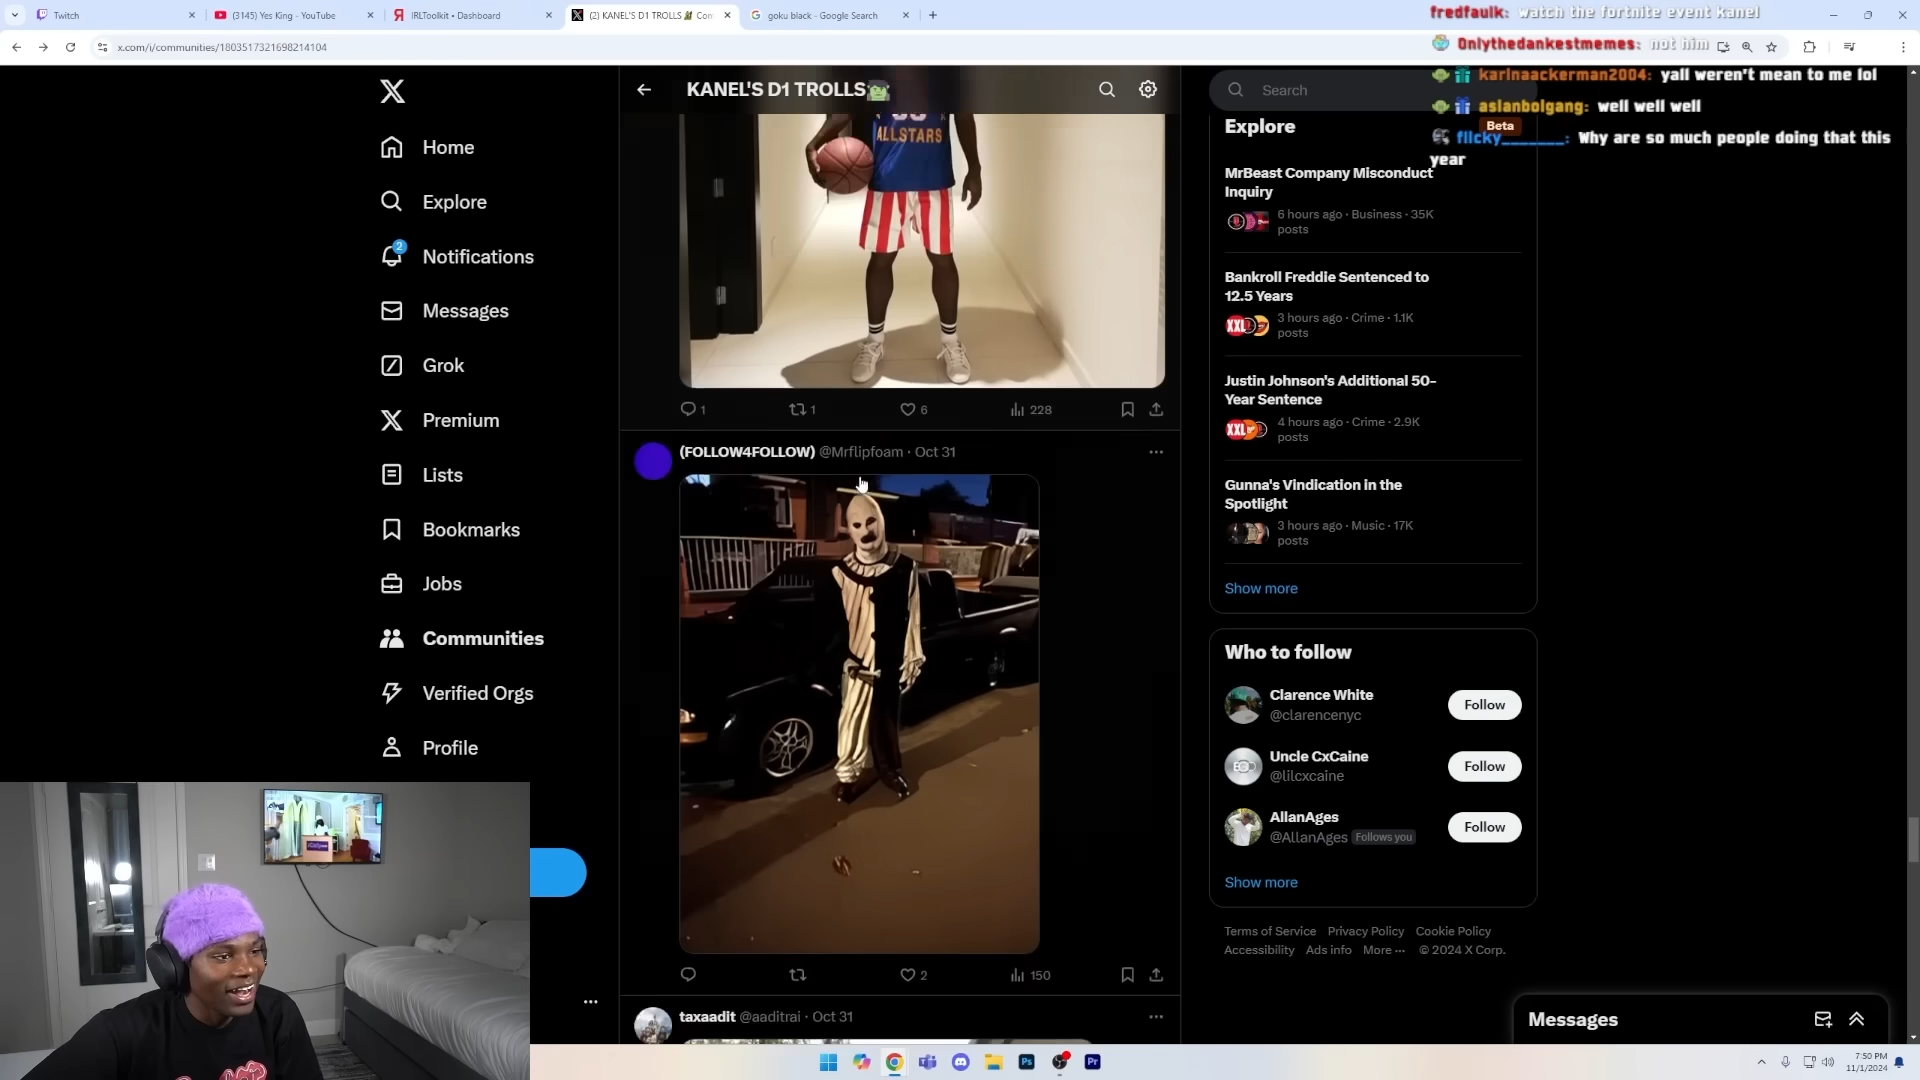 Twitch
(3145) Yes King - YouTube
IRLToolkit - Dashboard
(2) KANEL'S D1 TROLLS
goku black - Google Search
x.com/i/communities/1803517321698214104
fredfaulk: watch the fortnite event kanel
Onlythedankestmemes: not him
karinaackerman2004: yall weren't mean to me lol
asianboigang: well well well
flicky_______: Why are so much people doing that this
year
KANEL'S D1 TROLLS
Search
Home
Explore
2
Notifications
Messages
Grok
Premium
Lists
Bookmarks
Jobs
Communities
Verified Orgs
Profile
ALLSTARS
1
1
6
228
(FOLLOW4FOLLOW) @Mrflipfoam · Oct 31
2
150
taxaadit @aaditrai · Oct 31
Explore
Beta
MrBeast Company Misconduct
Inquiry
6 hours ago · Business · 35K
posts
Bankroll Freddie Sentenced to
12.5 Years
XXL
3 hours ago · Crime · 1.1K
posts
Justin Johnson's Additional 50-
Year Sentence
XXL
4 hours ago · Crime · 2.9K
posts
Gunna's Vindication in the
Spotlight
3 hours ago · Music · 17K
posts
Show more
Who to follow
Clarence White
@clarencenyc
Follow
Uncle CxCaine
@lilcxcaine
Follow
AllanAges
@AllanAges Follows you
Follow
Show more
Terms of Service Privacy Policy Cookie Policy
Accessibility Ads info More ··· © 2024 X Corp.
Messages
Ps
Pr
7:50 PM
11/1/2024